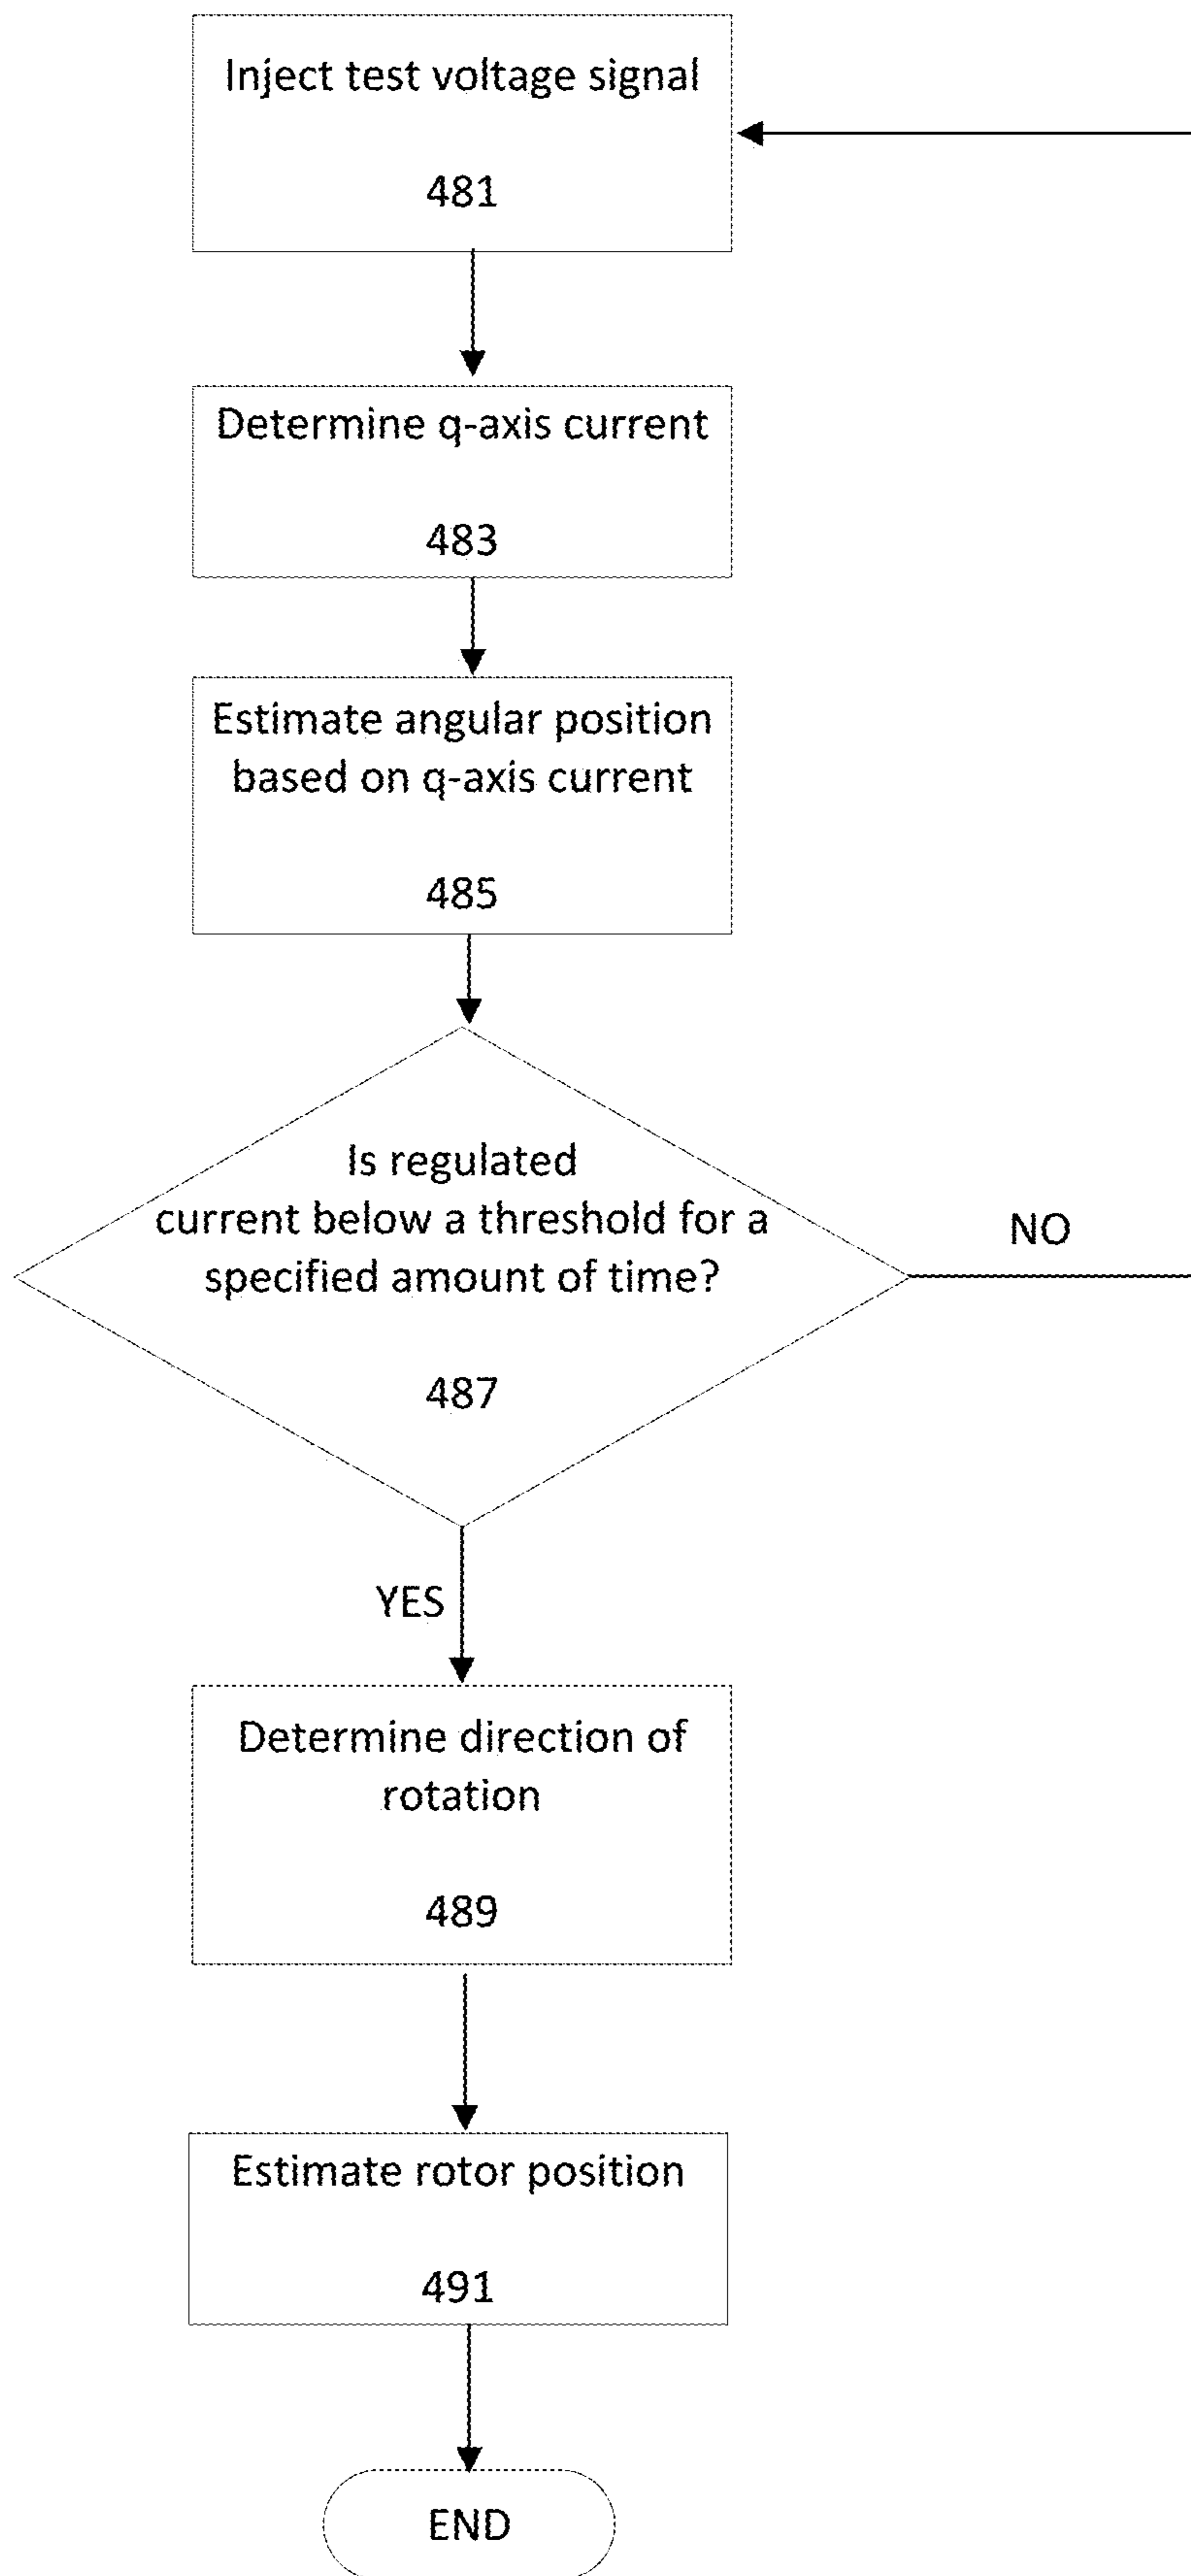 Inject test voltage signal
481
Determine q-axis current
483
Estimate angular position
based on q-axis current
485
Is regulated
current below a threshold for a
specified amount of time?
487
NO
YES
Determine direction of
rotation
489
Estimate rotor position
491
END